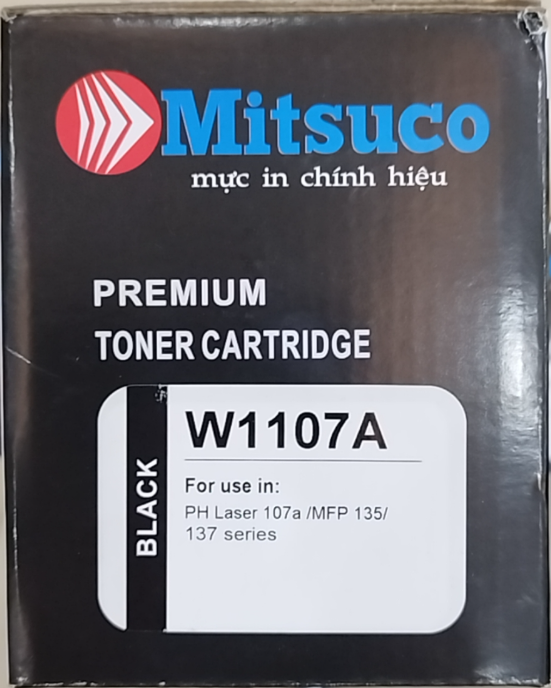 Mitsuco
mực in chính hiệu
PREMIUM
TONER CARTRIDGE
BLACK
W1107A
For use in:
PH Laser 107a /MFP 135/
137 series